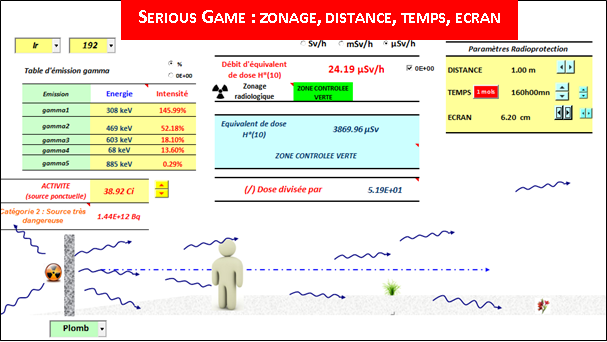 SERIOUS GAME : ZONAGE, DISTANCE, TEMPS, ECRAN
Ir 192
Table d'émission gamma
% 
0E+00
Emission Energie Intensité
gamma1 308 keV 145.99%
gamma2 469 keV 52.18%
gamma3 603 keV 18.10%
gamma4 68 keV 13.60%
gamma5 885 keV 0.29%
ACTIVITE
(source ponctuelle)
38.92 Ci
Catégorie 2 : Source très
dangereuse
1.44E+12 Bq
Sv/h mSv/h µSv/h
Débit d'équivalent
de dose H*(10)
24.19 µSv/h
0E+00
Zonage
radiologique
ZONE CONTROLEE
VERTE
Equivalent de dose
H*(10)
3869.96 µSv
ZONE CONTROLEE VERTE
(/) Dose divisée par 5.19E+01
Paramètres Radioprotection
DISTANCE 1.00 m
TEMPS 1 mois 160h00mn
ECRAN 6.20 cm
Plomb